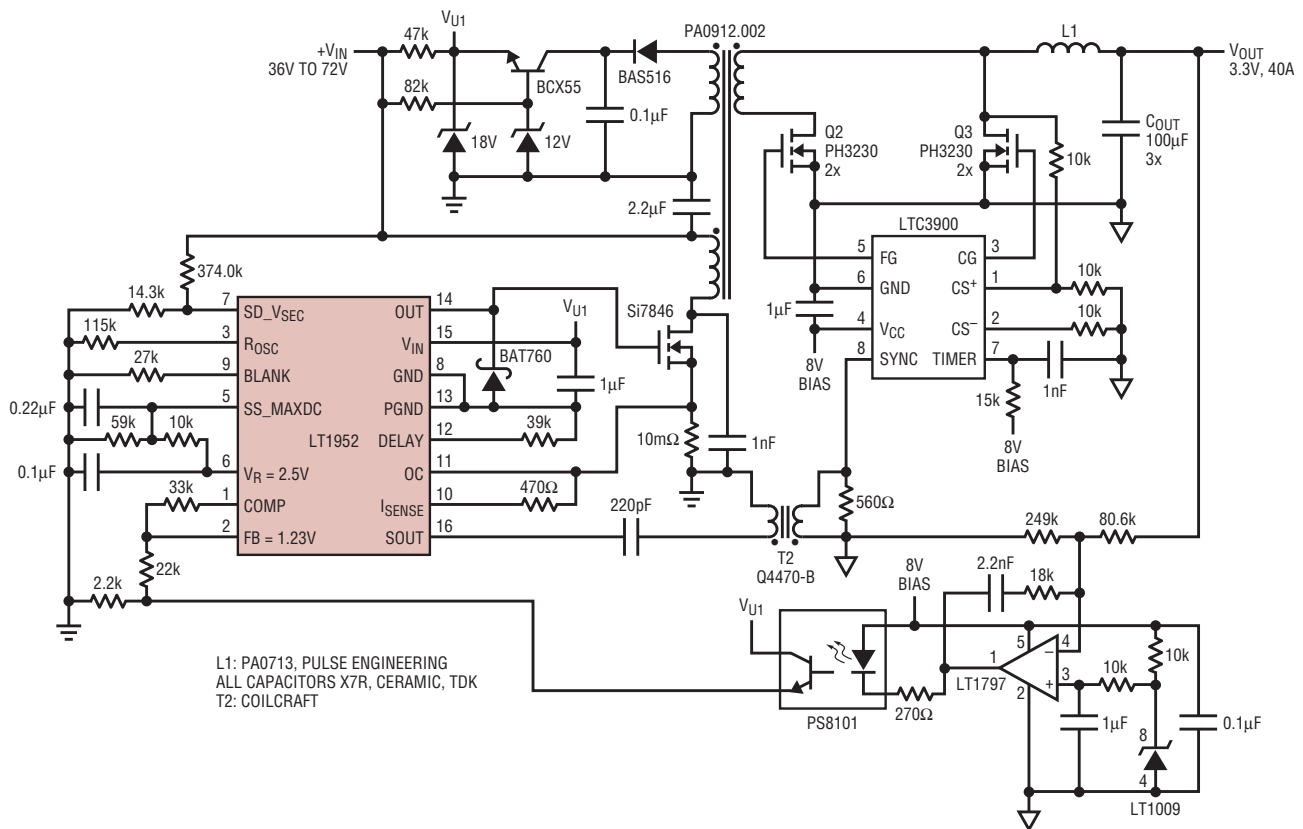 PA0912.002
L1
+VIN
36V TO 72V
47k
VU1
BCX55
BAS516
82k
0.1µF
18V
12V
VOUT
3.3V, 40A
Q2
PH3230
2x
Q3
PH3230
2x
10k
COUT
100µF
3x
2.2µF
LTC3900
5
FG
CG
3
6
GND
CS+
1
10k
4
VCC
CS–
2
10k
8
SYNC
TIMER
7
1µF
8V
BIAS
1nF
15k
8V
BIAS
374.0k
14.3k
7
SD_VSEC
OUT
14
115k
3
ROSC
VIN
15
27k
9
BLANK
GND
8
0.22µF
5
SS_MAXDC
PGND
13
59k
10k
LT1952
DELAY
12
39k
0.1µF
6
VR = 2.5V
OC
11
33k
1
COMP
ISENSE
10
470Ω
2
FB = 1.23V
SOUT
16
22k
2.2k
Si7846
VU1
BAT760
1µF
10mΩ
1nF
220pF
T2
Q4470-B
560Ω
249k
80.6k
8V
BIAS
2.2nF
18k
VU1
PS8101
270Ω
1
5
4
–
3
+
2
LT1797
10k
10k
1µF
8
4
LT1009
0.1µF
L1: PA0713, PULSE ENGINEERING
ALL CAPACITORS X7R, CERAMIC, TDK
T2: COILCRAFT